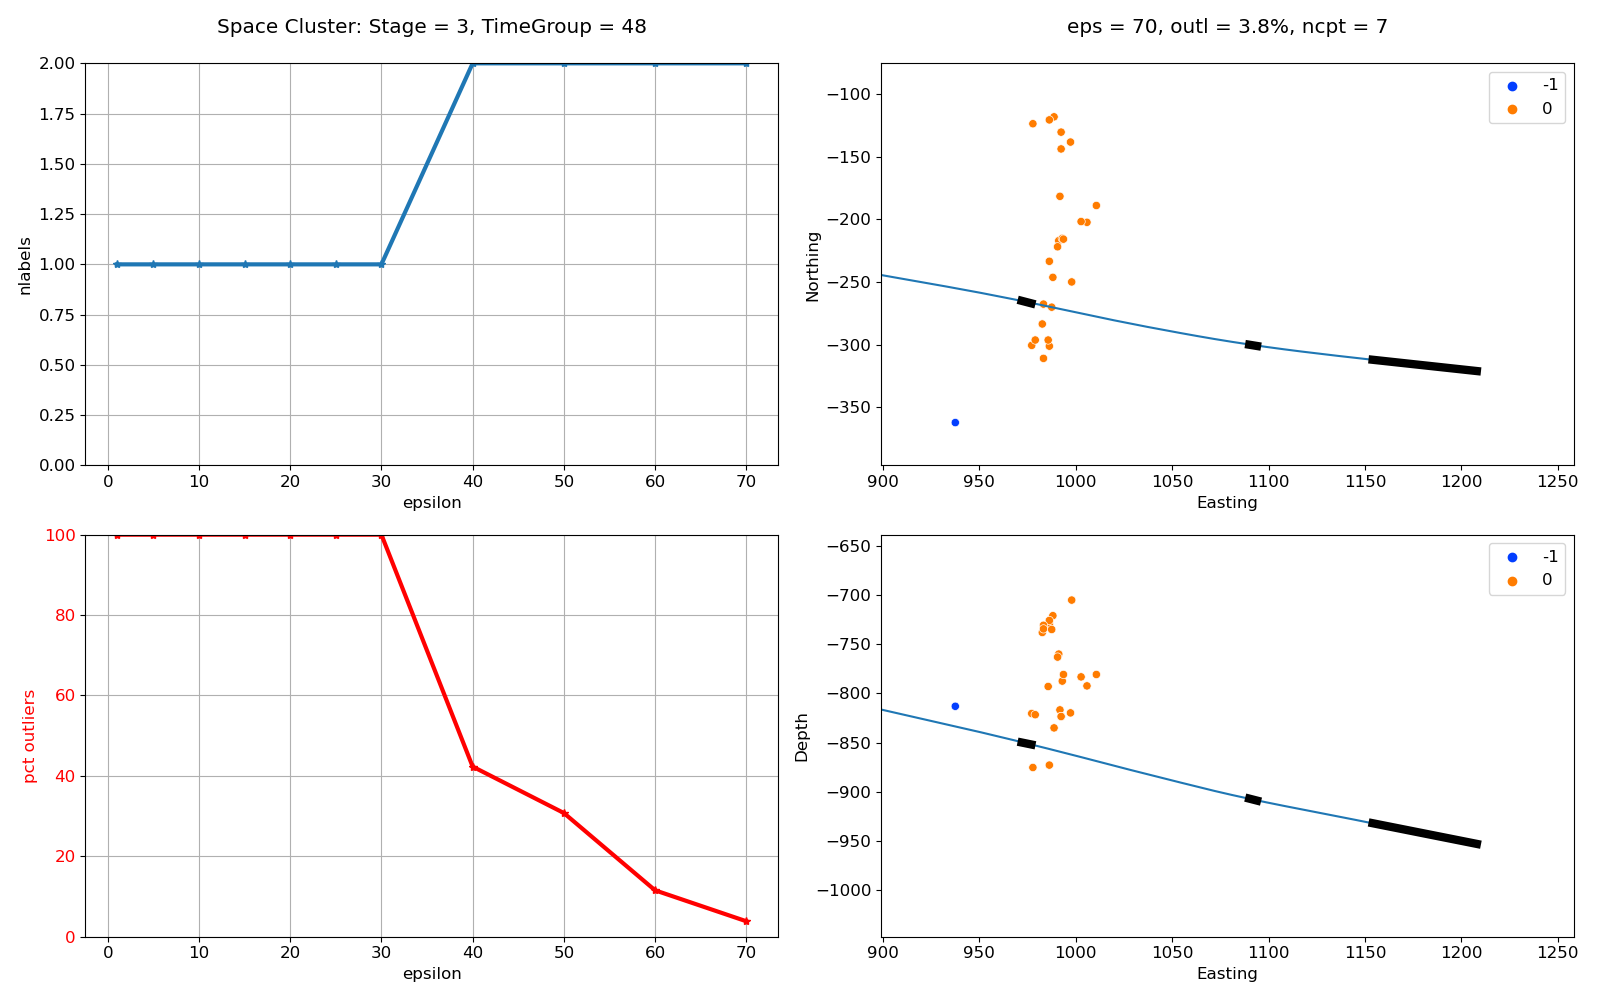 Space Cluster: Stage = 3, TimeGroup = 48
2.00
1.75
1.50
1.25
1.00
0.75
0.50
0.25
0.00
nlabels
0 10 20 30 40 50 60 70
epsilon
eps = 70, outl = 3.8%, ncpt = 7
-1
0
−100
−150
−200
−250
−300
−350
Northing
900 950 1000 1050 1100 1150 1200 1250
Easting
100
80
60
40
20
0
pct outliers
0 10 20 30 40 50 60 70
epsilon
-1
0
−650
−700
−750
−800
−850
−900
−950
−1000
Depth
900 950 1000 1050 1100 1150 1200 1250
Easting